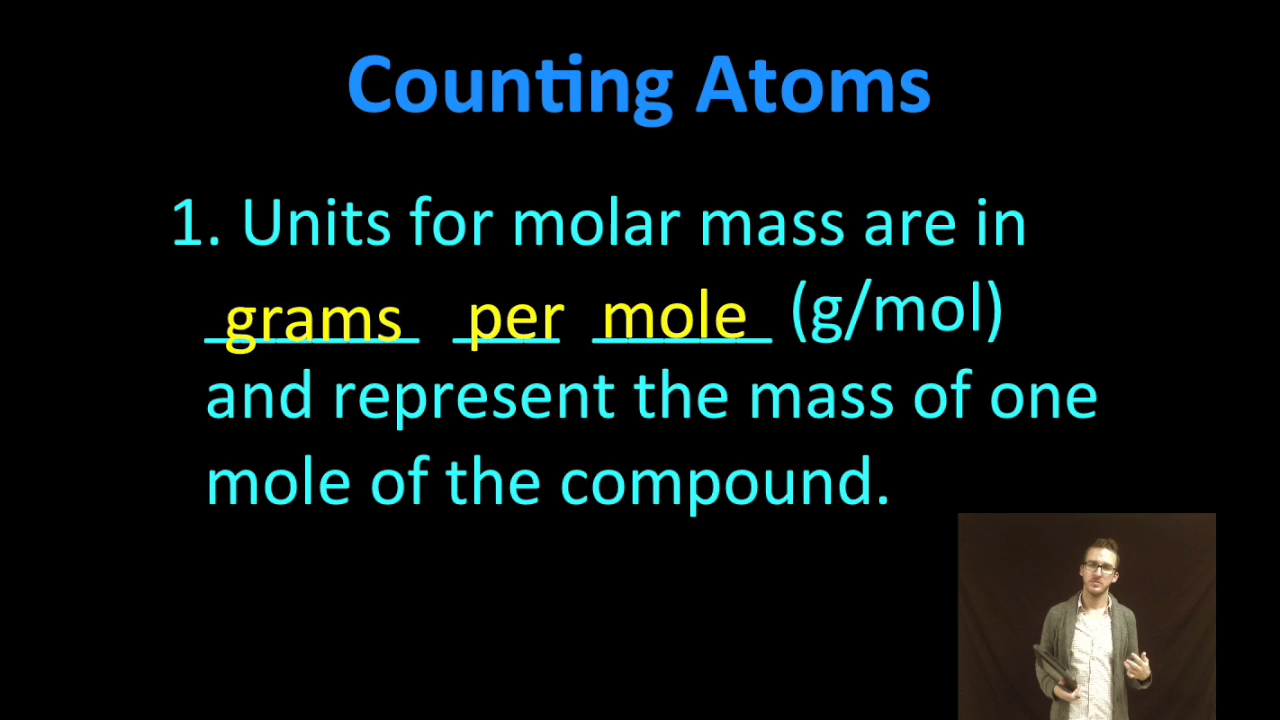 Counting Atoms
1. Units for molar mass are in
grams per mole (g/mol)
and represent the mass of one
mole of the compound.